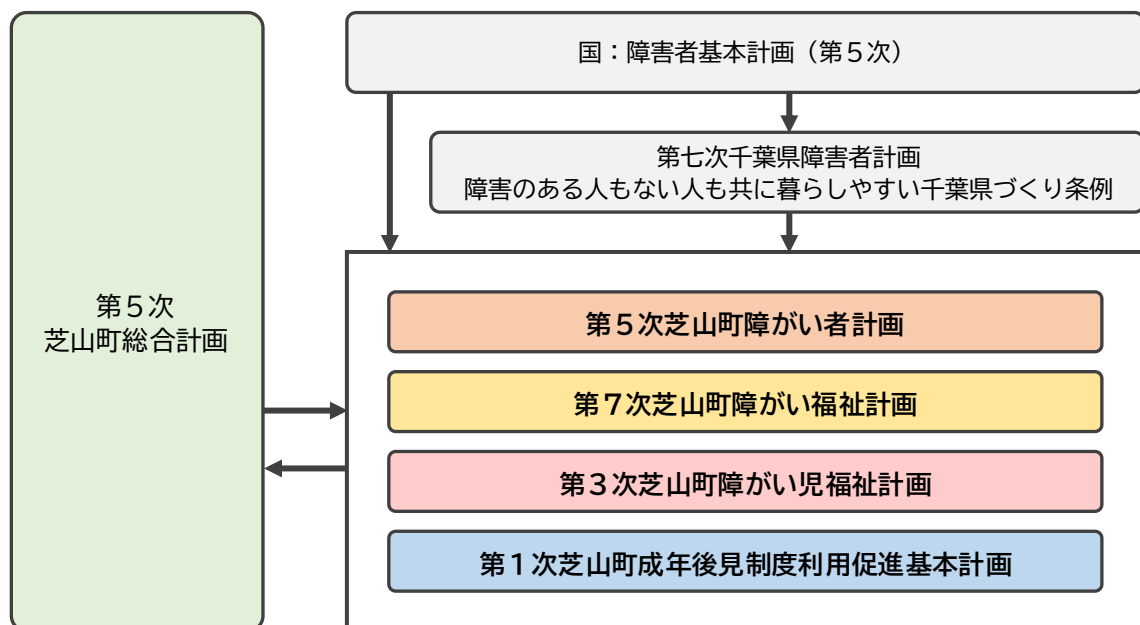 国：障害者基本計画（第５次）
第七次千葉県障害者計画
障害のある人もない人も共に暮らしやすい千葉県づくり条例
第５次
芝山町総合計画
第５次芝山町障がい者計画
第７次芝山町障がい福祉計画
第３次芝山町障がい児福祉計画
第１次芝山町成年後見制度利用促進基本計画